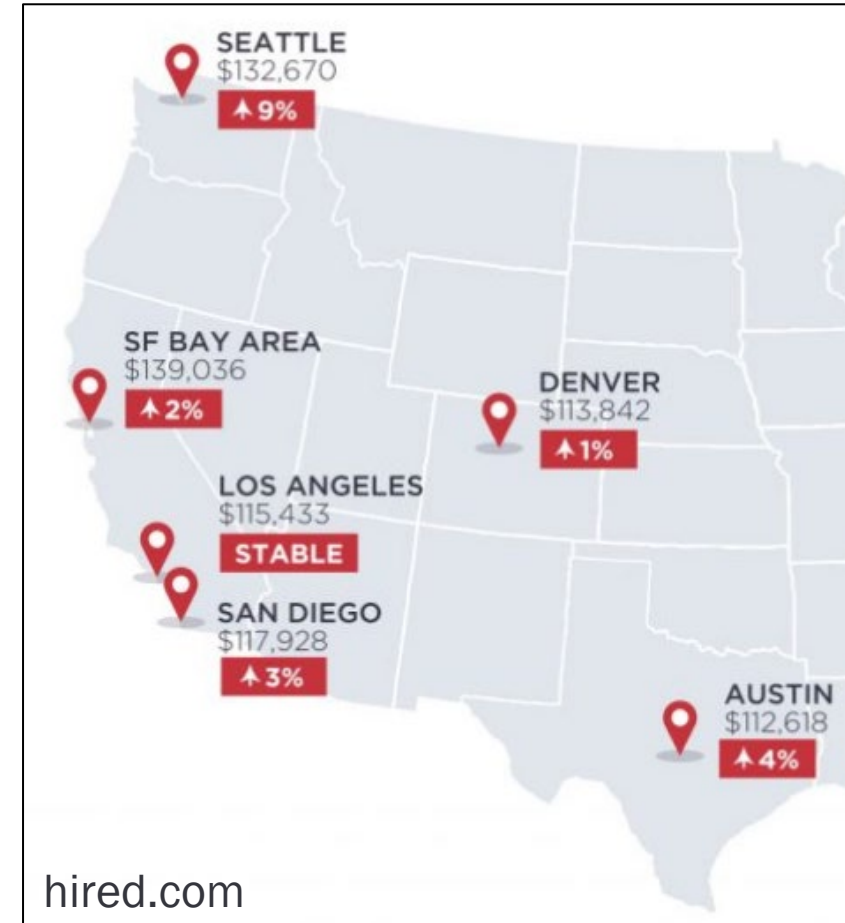 SEATTLE
$132,670
9%
SF BAY AREA
$139,036
2%
DENVER
$113,842
1%
LOS ANGELES
$115,433
STABLE
SAN DIEGO
$117,928
3%
AUSTIN
$112,618
4%
hired.com